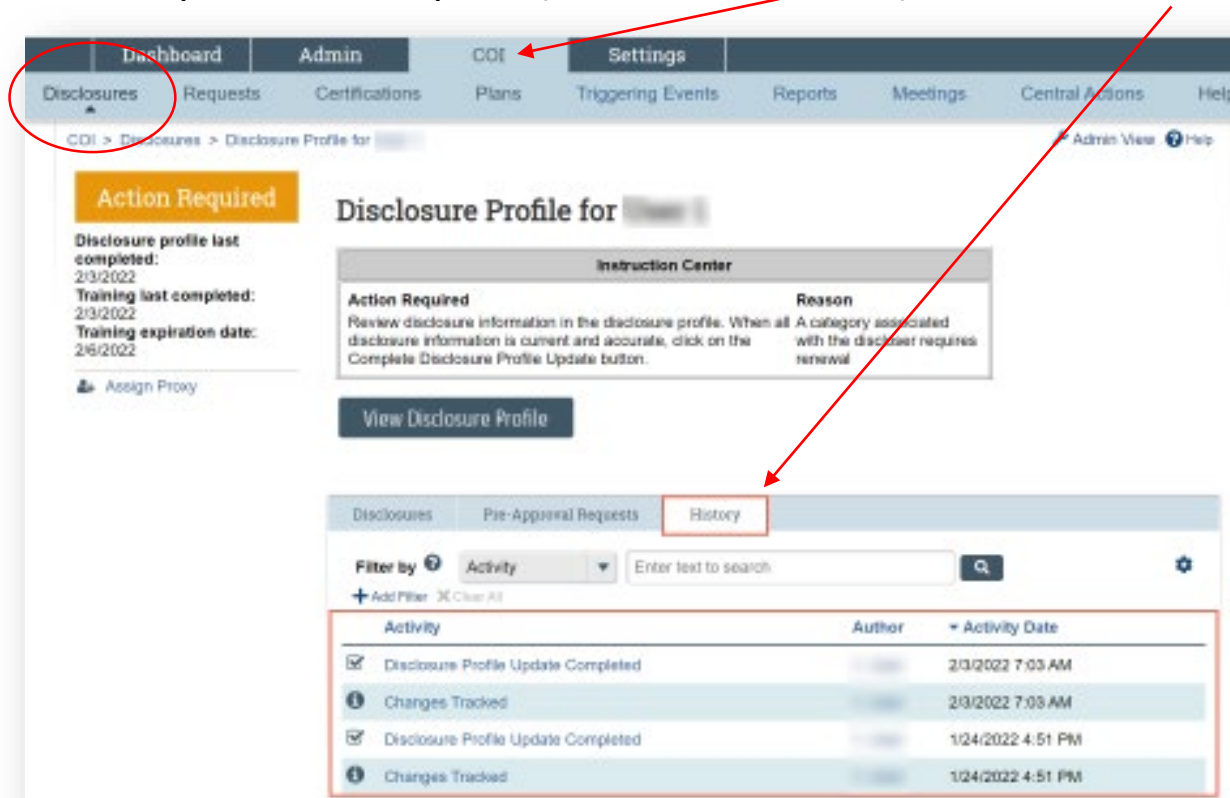 Dashboard Admin COI Settings
Disclosures Requests Certifications Plans Triggering Events Reports Meetings Central Actions Help
COI > Disclosures > Disclosure Profile for
Admin View Help
Action Required
Disclosure profile last
completed:
2/3/2022
Training last completed:
2/3/2022
Training expiration date:
2/6/2022
Assign Proxy
Disclosure Profile for
Instruction Center
Action Required Reason
Review disclosure information in the disclosure profile. When all A category associated
disclosure information is current and accurate, click on the with the discloser requires
Complete Disclosure Profile Update button. renewal
View Disclosure Profile
Disclosures Pre-Approval Requests History
Filter by Activity Enter text to search
Add Filter Clear All
Activity Author Activity Date
Disclosure Profile Update Completed 2/3/2022 7:03 AM
Changes Tracked 2/3/2022 7:03 AM
Disclosure Profile Update Completed 1/24/2022 4:51 PM
Changes Tracked 1/24/2022 4:51 PM